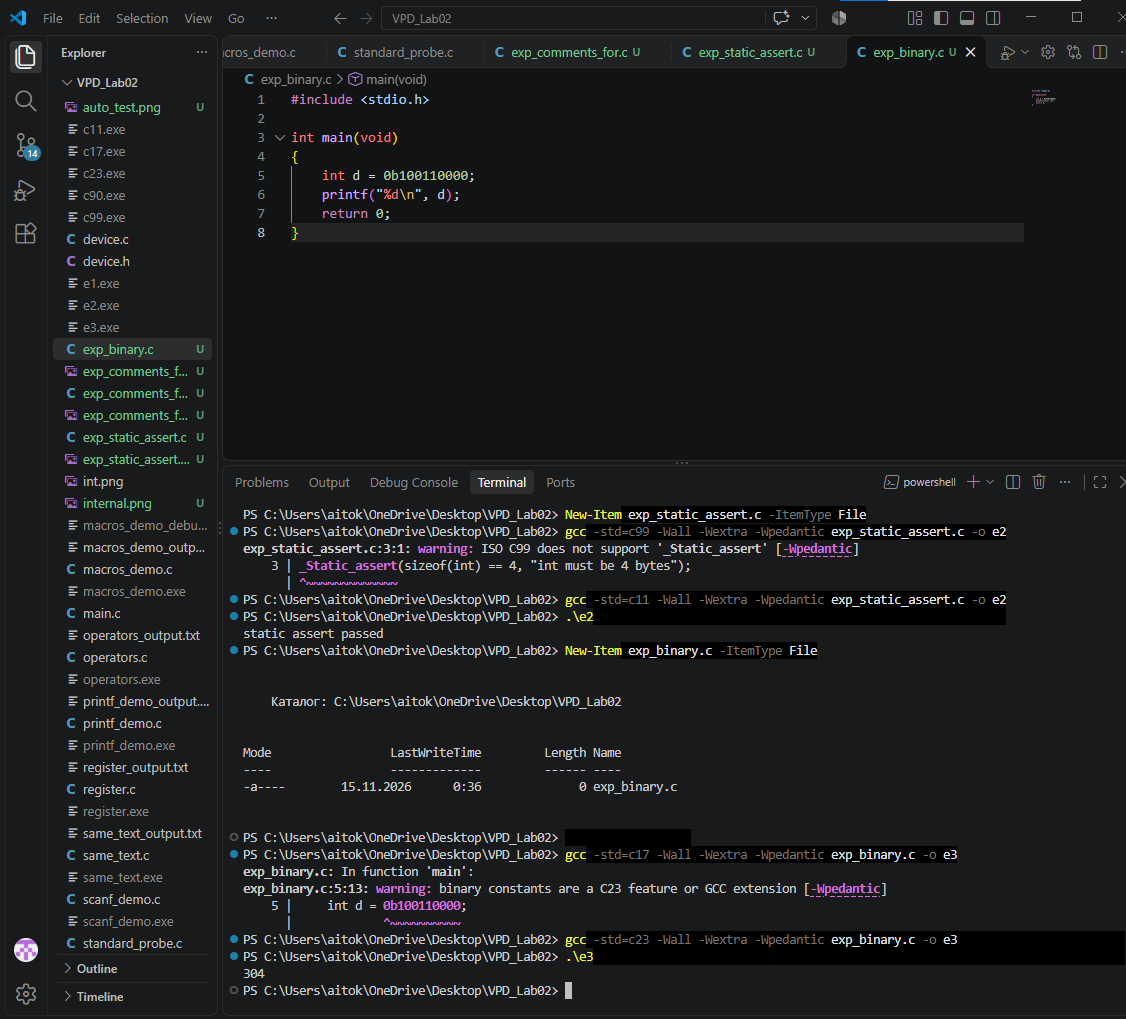 File Edit Selection View Go ··· VPD_Lab02
Explorer ···
VPD_Lab02
auto_test.png U
c11.exe
c17.exe
c23.exe
c90.exe
c99.exe
device.c
device.h
e1.exe
e2.exe
e3.exe
exp_binary.c U
exp_comments_f... U
exp_comments_f... U
exp_comments_f... U
exp_static_assert.c U
exp_static_assert.... U
int.png
internal.png U
macros_demo_debu...
macros_demo_outp...
macros_demo.c
macros_demo.exe
main.c
operators_output.txt
operators.c
operators.exe
printf_demo_output....
printf_demo.c
printf_demo.exe
register_output.txt
register.c
register.exe
same_text_output.txt
same_text.c
same_text.exe
scanf_demo.c
scanf_demo.exe
standard_probe.c
Outline
Timeline
14
acros_demo.c standard_probe.c exp_comments_for.c U exp_static_assert.c U exp_binary.c U
exp_binary.c > main(void)
1 #include <stdio.h>
2
3 int main(void)
4 {
5 int d = 0b100110000;
6 printf("%d\n", d);
7 return 0;
8 }
Problems Output Debug Console Terminal Ports powershell
PS C:\Users\aitok\OneDrive\Desktop\VPD_Lab02> New-Item exp_static_assert.c -ItemType File
PS C:\Users\aitok\OneDrive\Desktop\VPD_Lab02> gcc -std=c99 -Wall -Wextra -Wpedantic exp_static_assert.c -o e2
exp_static_assert.c:3:1: warning: ISO C99 does not support '_Static_assert' [-Wpedantic]
3 | _Static_assert(sizeof(int) == 4, "int must be 4 bytes");
| ^~~~~~~~~~~~~~
PS C:\Users\aitok\OneDrive\Desktop\VPD_Lab02> gcc -std=c11 -Wall -Wextra -Wpedantic exp_static_assert.c -o e2
PS C:\Users\aitok\OneDrive\Desktop\VPD_Lab02> .\e2
static assert passed
PS C:\Users\aitok\OneDrive\Desktop\VPD_Lab02> New-Item exp_binary.c -ItemType File
Каталог: C:\Users\aitok\OneDrive\Desktop\VPD_Lab02
Mode LastWriteTime Length Name
---- ------------- ------ ----
-a---- 15.11.2026 0:36 0 exp_binary.c
PS C:\Users\aitok\OneDrive\Desktop\VPD_Lab02>
PS C:\Users\aitok\OneDrive\Desktop\VPD_Lab02> gcc -std=c17 -Wall -Wextra -Wpedantic exp_binary.c -o e3
exp_binary.c: In function 'main':
exp_binary.c:5:13: warning: binary constants are a C23 feature or GCC extension [-Wpedantic]
5 | int d = 0b100110000;
| ^~~~~~~~~~~
PS C:\Users\aitok\OneDrive\Desktop\VPD_Lab02> gcc -std=c23 -Wall -Wextra -Wpedantic exp_binary.c -o e3
PS C:\Users\aitok\OneDrive\Desktop\VPD_Lab02> .\e3
304
PS C:\Users\aitok\OneDrive\Desktop\VPD_Lab02>